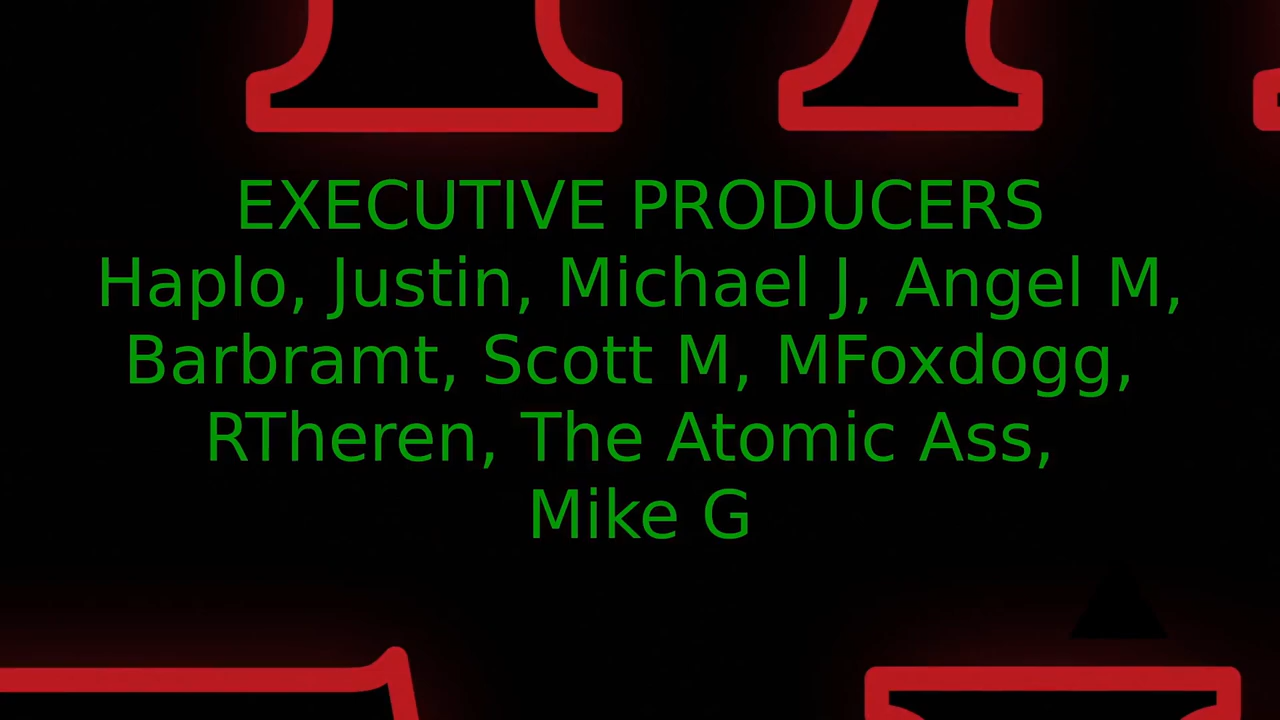 EXECUTIVE PRODUCERS
Haplo, Justin, Michael J, Angel M,
Barbramt, Scott M, MFoxdogg,
RTheren, The Atomic Ass,
Mike G